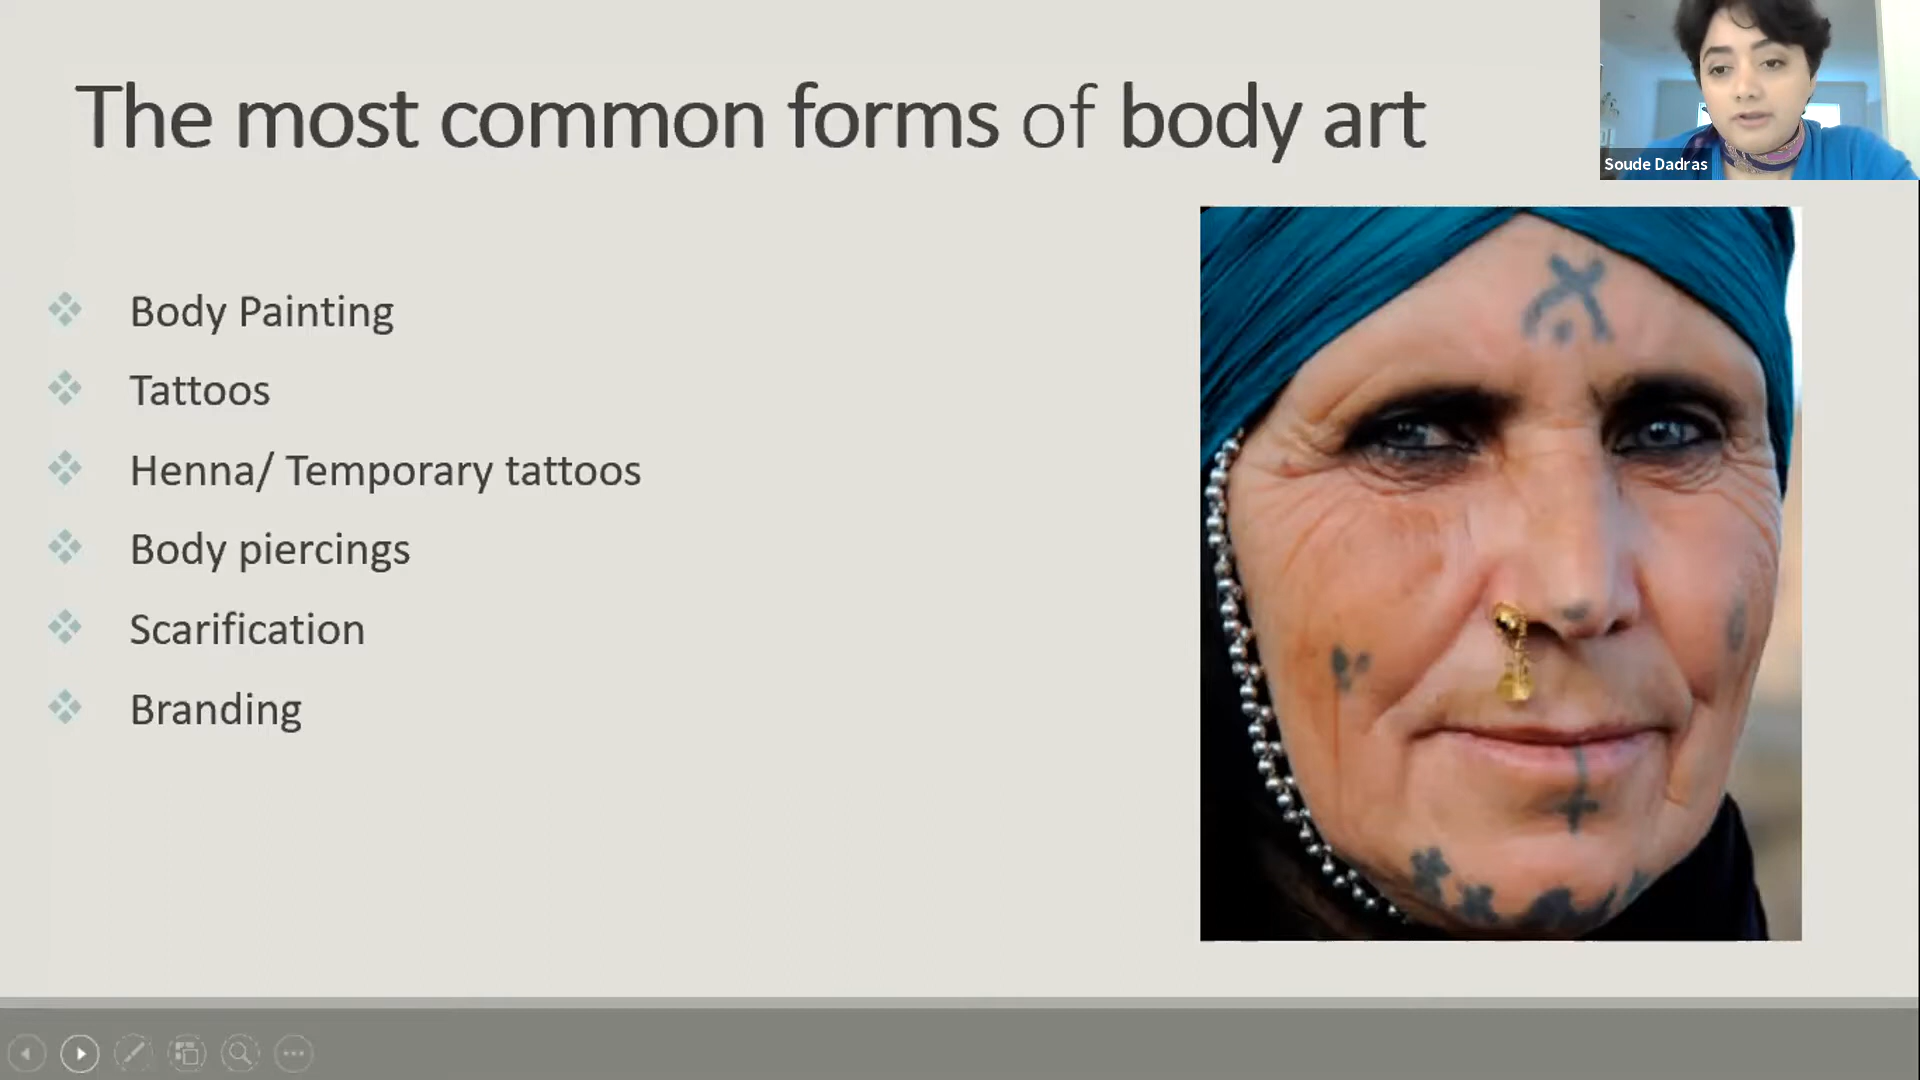 The most common forms of body art
Soude Dadras
Body Painting
Tattoos
Henna/ Temporary tattoos
Body piercings
Scarification
Branding